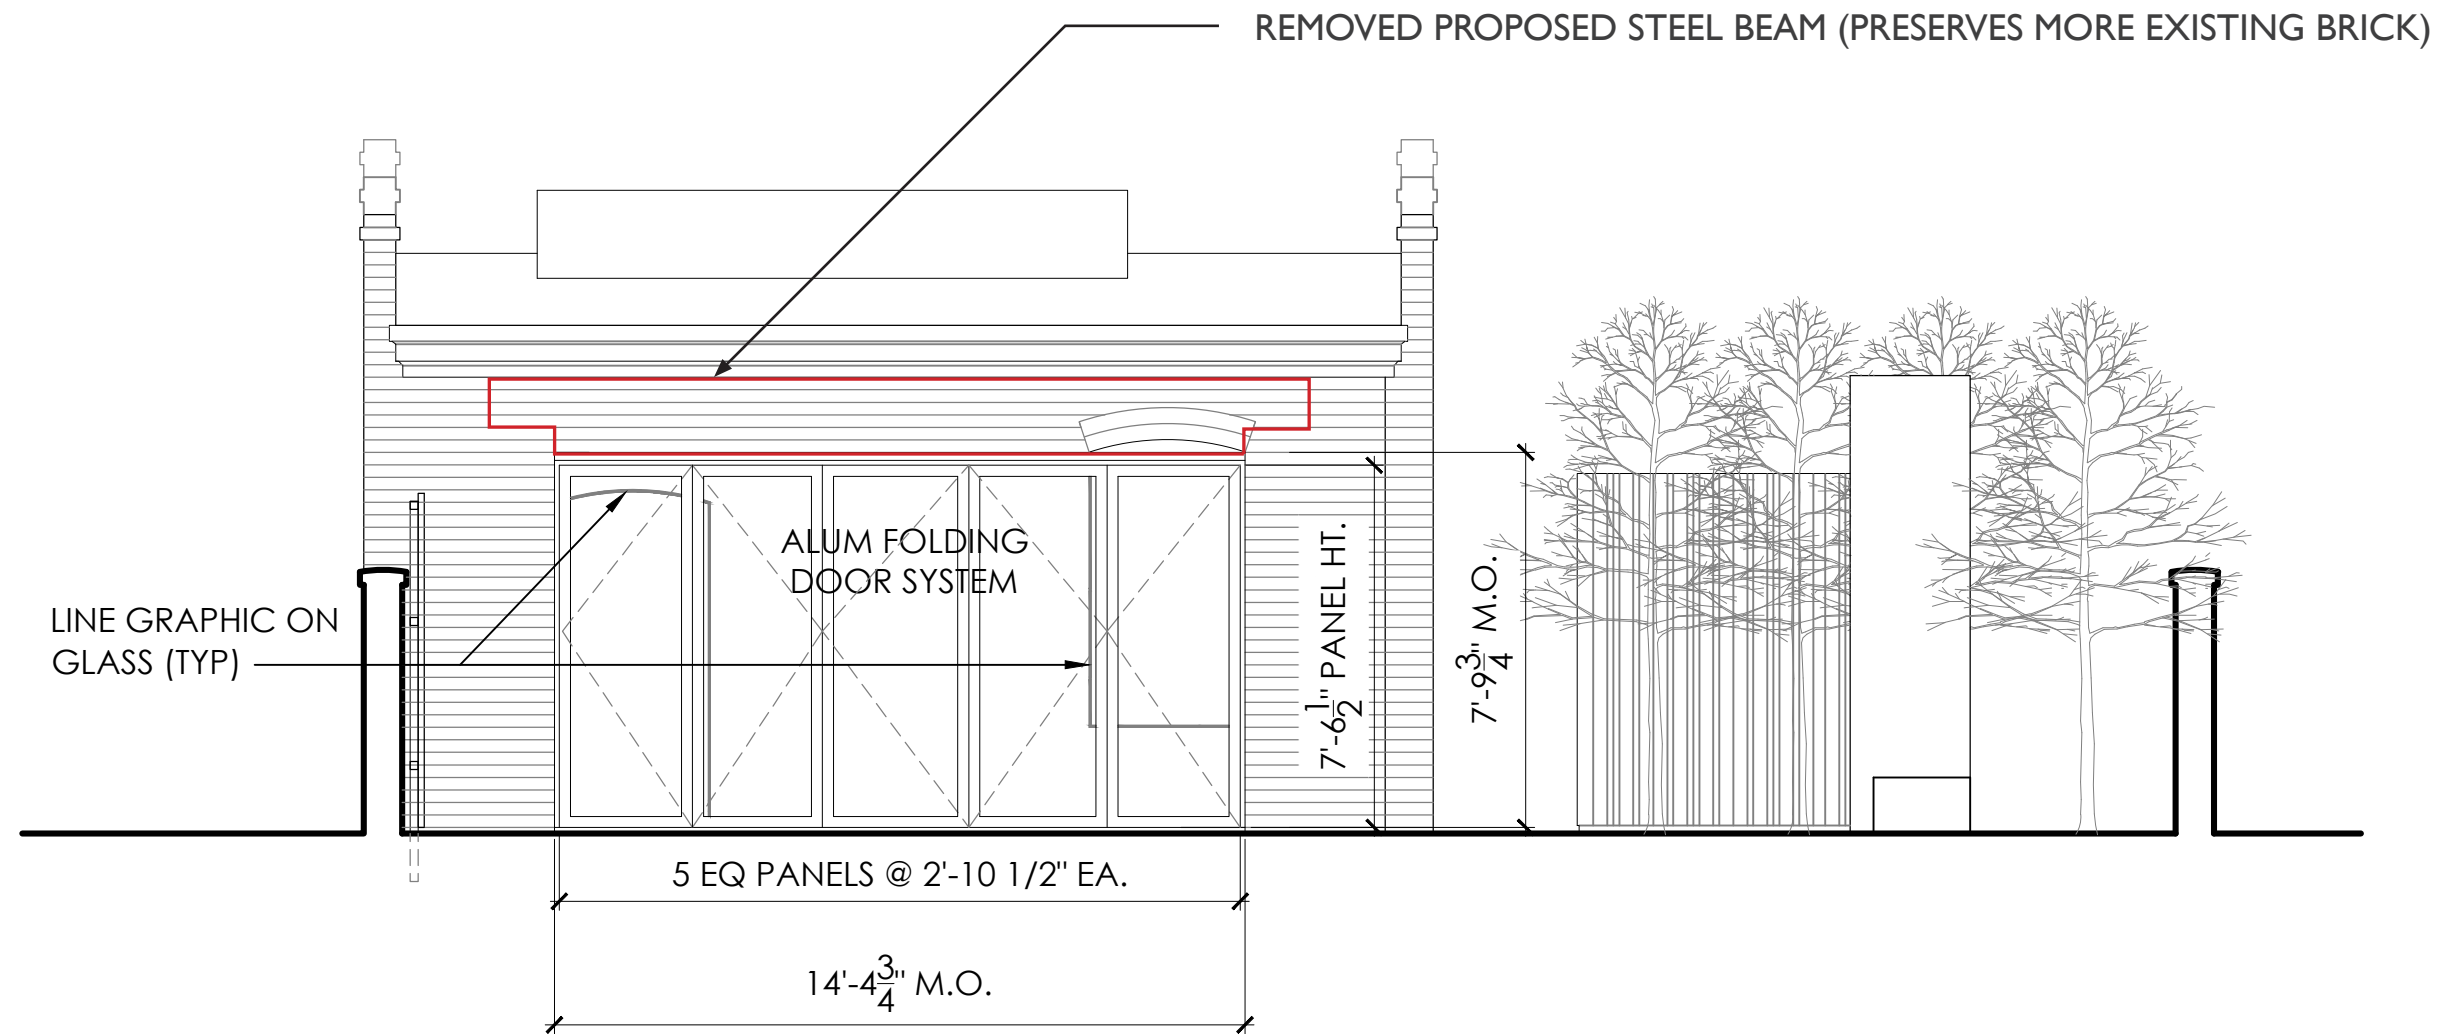 REMOVED PROPOSED STEEL BEAM (PRESERVES MORE EXISTING BRICK)
ALUM FOLDING
DOOR SYSTEM
LINE GRAPHIC ON
GLASS (TYP)
7'-6 1/2" PANEL HT.
7'-9 3/4" M.O.
5 EQ PANELS @ 2'-10 1/2" EA.
14'-4 3/4" M.O.